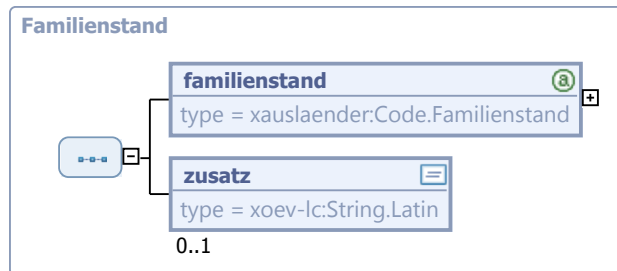 Familienstand
familienstand
type = xauslaender:Code.Familienstand
zusatz
type = xoev-lc:String.Latin
0..1